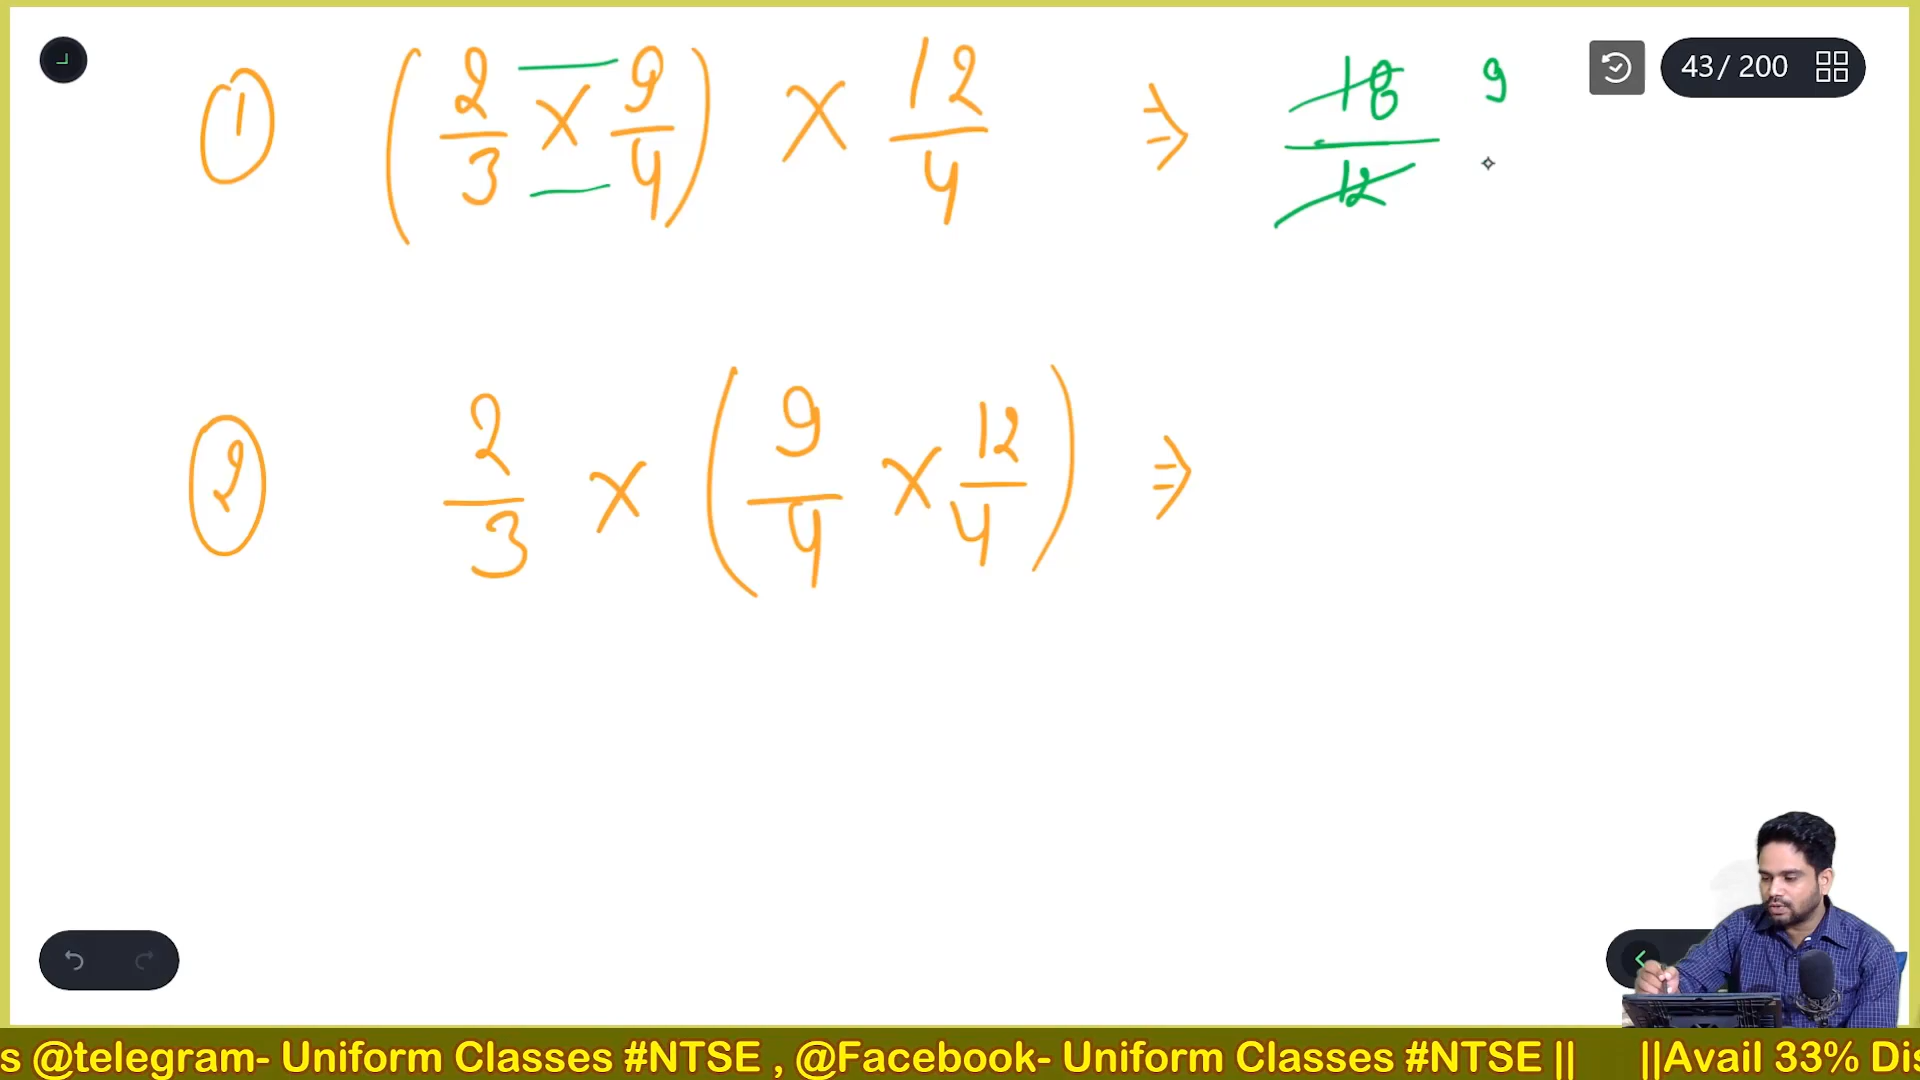 43/ 200
① (2/3 × 9/4) × 12/4 ⇒ 18/12 9
② 2/3 × (9/4 × 12/4) ⇒
s @telegram- Uniform Classes #NTSE , @Facebook- Uniform Classes #NTSE || ||Avail 33% Dis